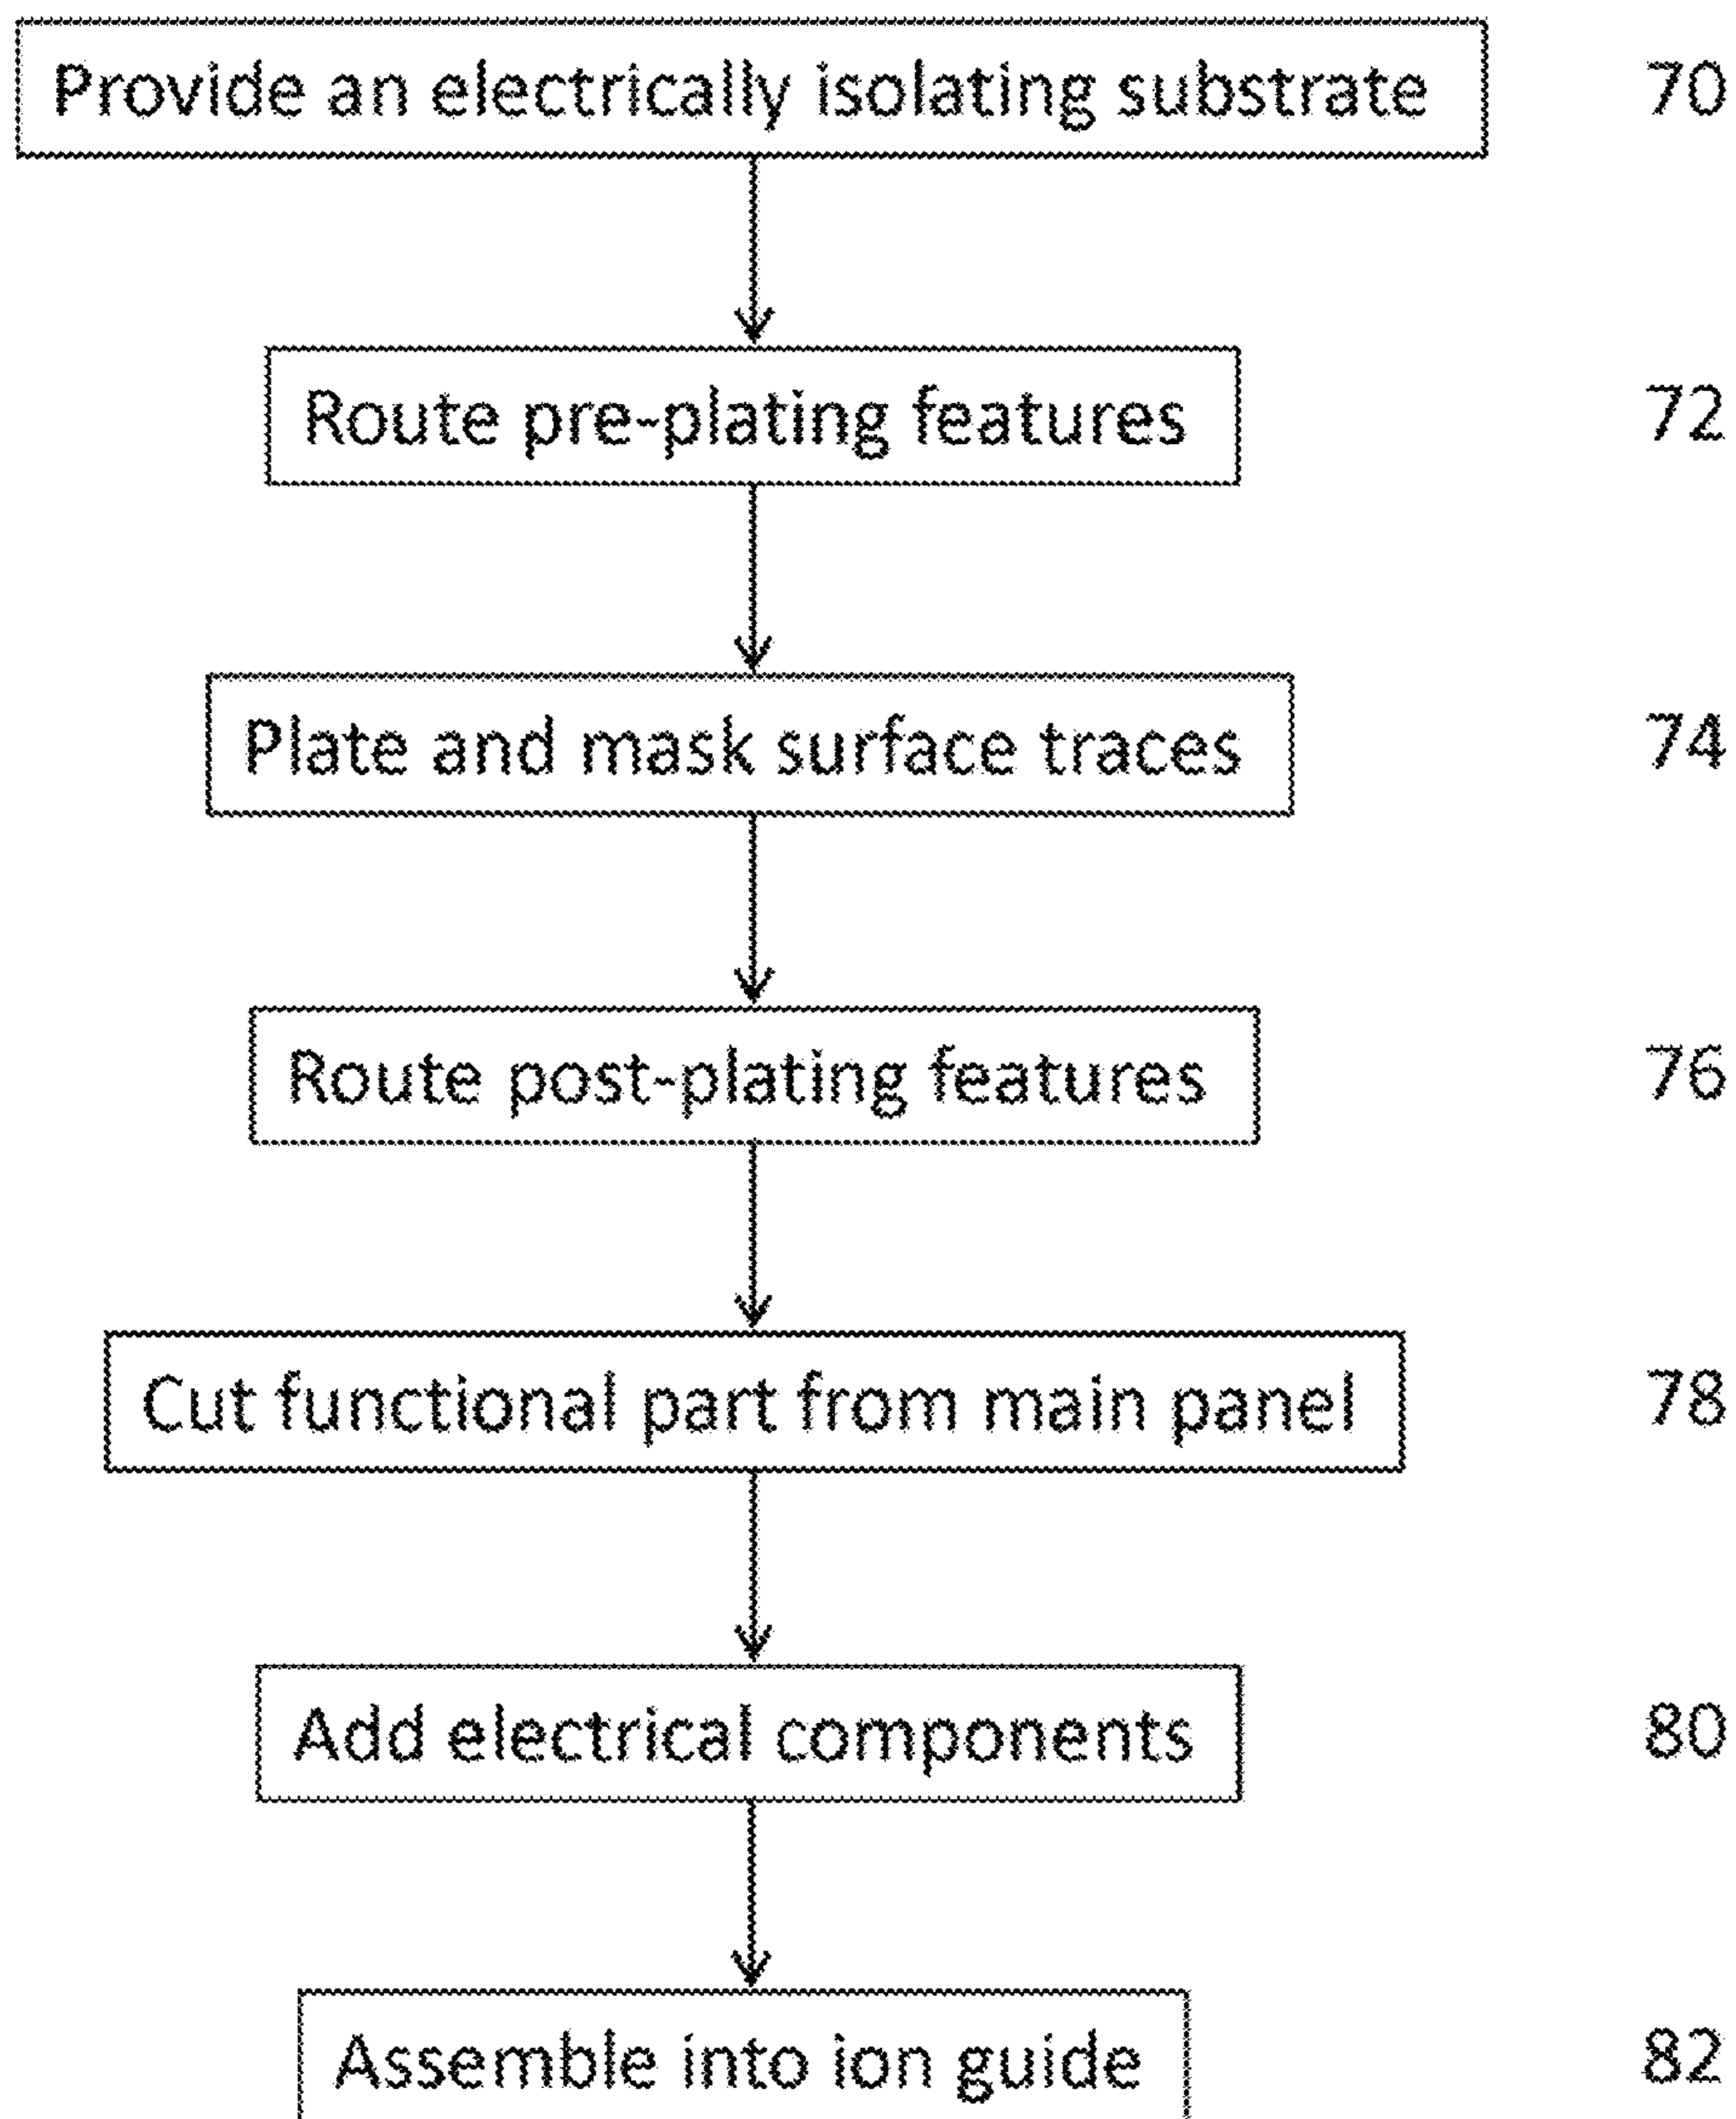 Provide an electrically isolating substrate 70
Route pre-plating features 72
Plate and mask surface traces 74
Route post-plating features 76
Cut functional part from main panel 78
Add electrical components 80
Assemble into ion guide 82